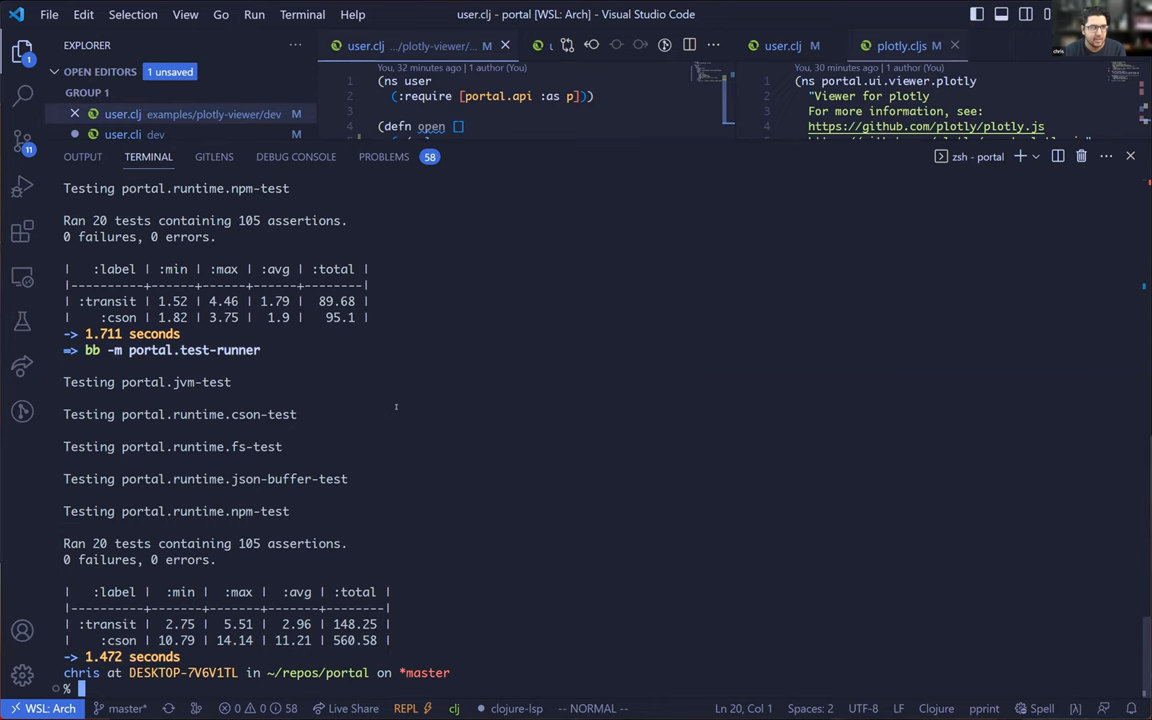 File Edit Selection View Go Run Terminal Help user.clj - portal [WSL: Arch] - Visual Studio Code
chris
EXPLORER
OPEN EDITORS 1 unsaved
GROUP 1
user.clj examples/plotly-viewer/dev M
user.clj dev
1
11
user.clj .../plotly-viewer/... M
user.clj M
plotly.cljs M
You, 32 minutes ago | 1 author (You)
1 (ns user
2 (:require [portal.api :as p]))
3
4 (defn open []
You, 30 minutes ago | 1 author (You)
1 (ns portal.ui.viewer.plotly
2 "Viewer for plotly
3 For more information, see:
4 https://github.com/plotly/plotly.js
OUTPUT TERMINAL GITLENS DEBUG CONSOLE PROBLEMS 58 zsh - portal
Testing portal.runtime.npm-test
Ran 20 tests containing 105 assertions.
0 failures, 0 errors.
| :label | :min | :max | :avg | :total |
|----------+------+------+------+--------|
| :transit | 1.52 | 4.46 | 1.79 | 89.68 |
| :cson | 1.82 | 3.75 | 1.9 | 95.1 |
-> 1.711 seconds
=> bb -m portal.test-runner
Testing portal.jvm-test
Testing portal.runtime.cson-test
Testing portal.runtime.fs-test
Testing portal.runtime.json-buffer-test
Testing portal.runtime.npm-test
Ran 20 tests containing 105 assertions.
0 failures, 0 errors.
| :label | :min | :max | :avg | :total |
|----------+-------+-------+-------+--------|
| :transit | 2.75 | 5.51 | 2.96 | 148.25 |
| :cson | 10.79 | 14.14 | 11.21 | 560.58 |
-> 1.472 seconds
chris at DESKTOP-7V6V1TL in ~/repos/portal on *master
%
WSL: Arch master* 0 0 58 Live Share REPL clj clojure-lsp -- NORMAL -- Ln 20, Col 1 Spaces: 2 UTF-8 LF Clojure pprint Spell [λ]